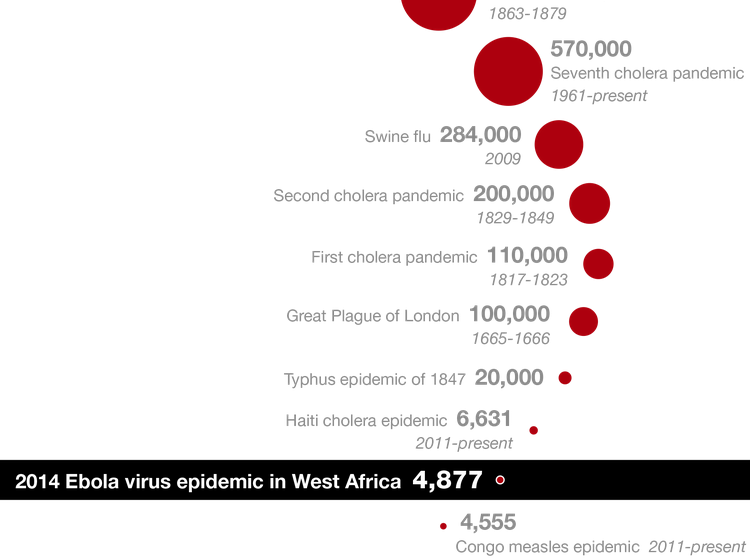 1863-1879
570,000
Seventh cholera pandemic
1961-present
Swine flu 284,000
2009
Second cholera pandemic 200,000
1829-1849
First cholera pandemic 110,000
1817-1823
Great Plague of London 100,000
1665-1666
Typhus epidemic of 1847 20,000
Haiti cholera epidemic 6,631
2011-present
2014 Ebola virus epidemic in West Africa 4,877
4,555
Congo measles epidemic 2011-present